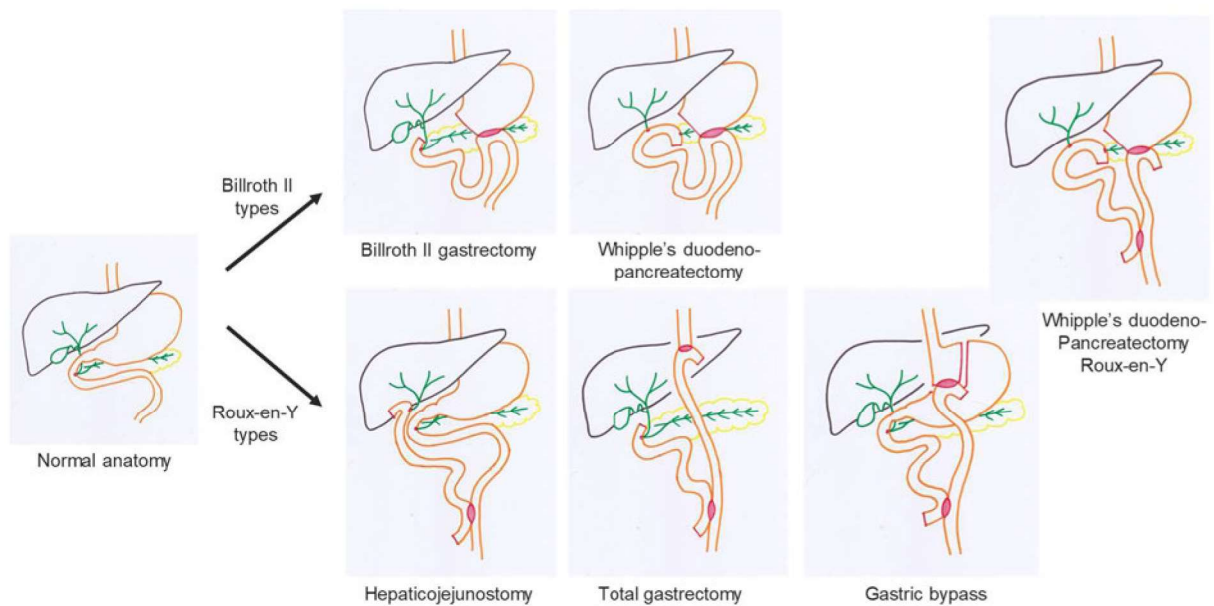 Billroth II
types
Billroth II gastrectomy
Whipple's duodeno-
pancreatectomy
Whipple's duodeno-
Pancreatectomy
Roux-en-Y
Roux-en-Y
types
Normal anatomy
Hepaticojejunostomy
Total gastrectomy
Gastric bypass